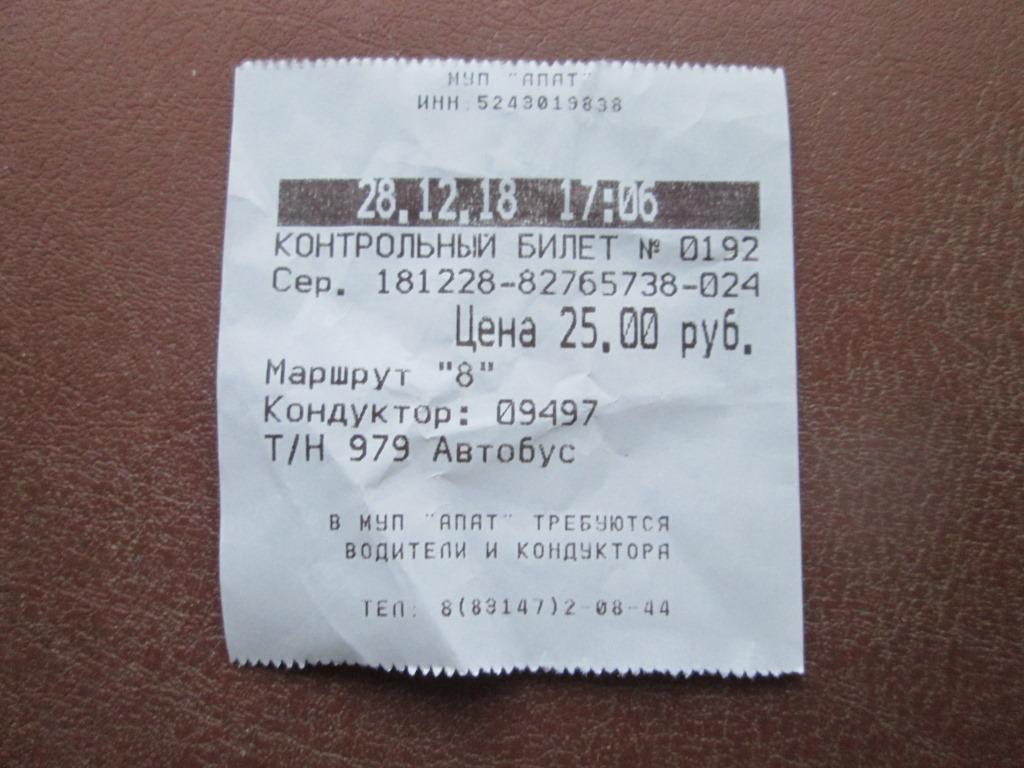 МУП "АПАТ"
ИНН:5243019838
28.12.18 17:06
КОНТРОЛЬНЫЙ БИЛЕТ № 0192
Сер. 181228-82765738-024
Цена 25.00 руб.
Маршрут "8"
Кондуктор: 09497
Т/Н 979 Автобус
В МУП "АПАТ" ТРЕБУЮТСЯ
ВОДИТЕЛИ И КОНДУКТОРА
ТЕЛ: 8(83147)2-08-44